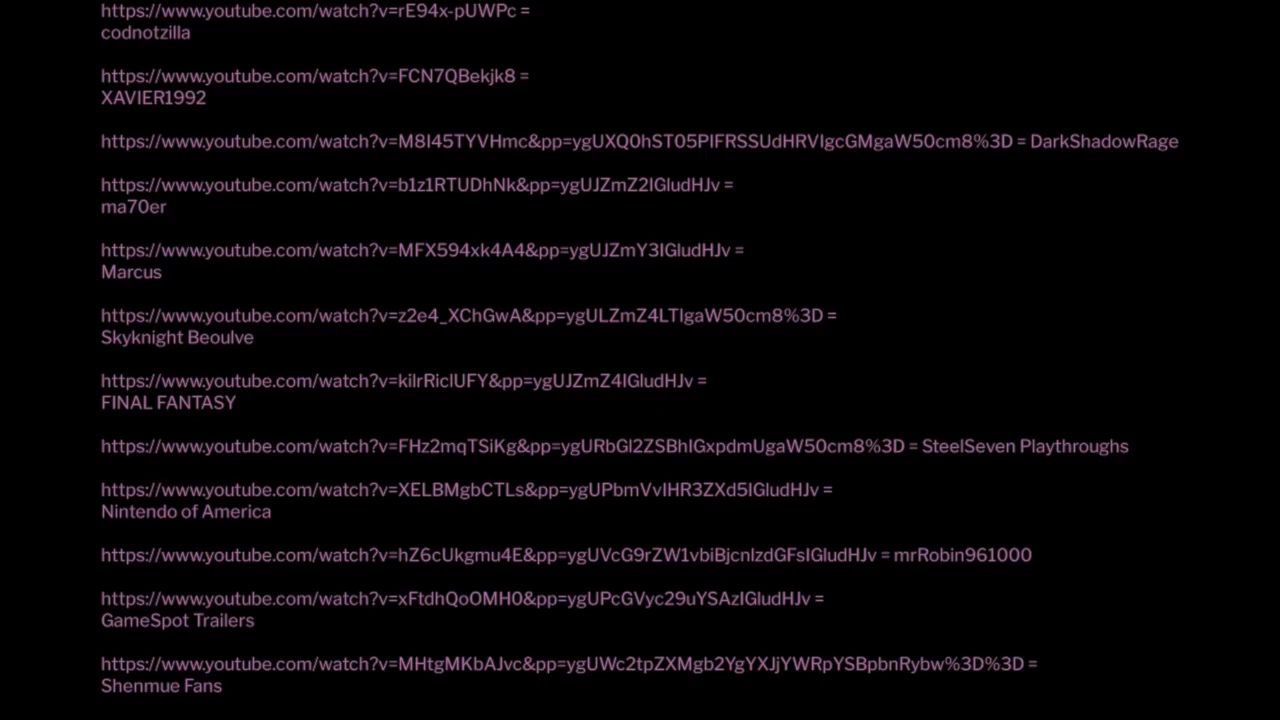 https://www.youtube.com/watch?v=rE94x-pUWPc =
codnotzilla
https://www.youtube.com/watch?v=FCN7QBekjk8 =
XAVIER1992
https://www.youtube.com/watch?v=M8I45TYVHmc&pp=ygUXQ0hST05PIFRSSUdHRVIgcGMgaW50cm8%3D = DarkShadowRage
https://www.youtube.com/watch?v=b1z1RTUDhNk&pp=ygUJZmZ2IGludHJv =
ma70er
https://www.youtube.com/watch?v=MFX594xk4A4&pp=ygUJZmY3IGludHJv =
Marcus
https://www.youtube.com/watch?v=z2e4_XChGwA&pp=ygULZmZ4LTIgaW50cm8%3D =
Skyknight Beoulve
https://www.youtube.com/watch?v=kilrRiclUFY&pp=ygUJZmZ4IGludHJv =
FINAL FANTASY
https://www.youtube.com/watch?v=FHz2mqTSiKg&pp=ygURbGl2ZSBhIGxpdmUgaW50cm8%3D = SteelSeven Playthroughs
https://www.youtube.com/watch?v=XELBMgbCTLs&pp=ygUPbmVvIHR3ZXd5IGludHJv =
Nintendo of America
https://www.youtube.com/watch?v=hZ6cUkgmu4E&pp=ygUVcG9rZW1vbiBjcnlzdGFsIGludHJv = mrRobin961000
https://www.youtube.com/watch?v=xFtdhQoOMH0&pp=ygUPcGVyc29uYSAzIGludHJv =
GameSpot Trailers
https://www.youtube.com/watch?v=MHtgMKbAJvc&pp=ygUWc2tpZXMgb2YgYXJjYWRpYSBpbnRybw%3D%3D =
Shenmue Fans